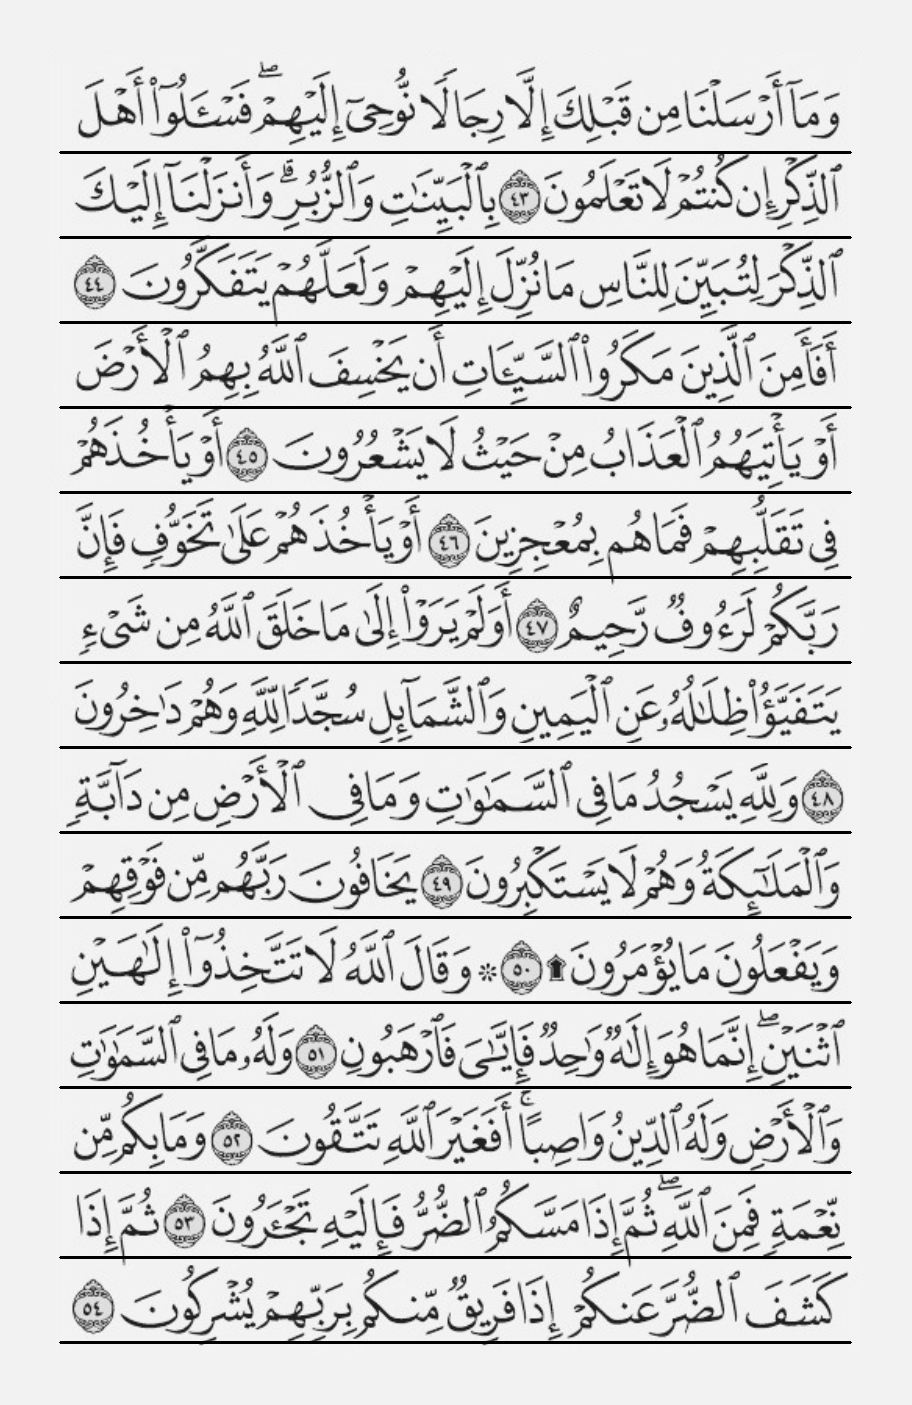 وَمَآ أَرْسَلْنَا مِن قَبْلِكَ إِلَّا رِجَالًا نُّوحِىٓ إِلَيْهِمْ ۖ فَسْـَٔلُوٓا۟ أَهْلَ
ٱلذِّكْرِ إِن كُنتُمْ لَا تَعْلَمُونَ ٤٣ بِٱلْبَيِّنَـٰتِ وَٱلزُّبُرِ ۗ وَأَنزَلْنَآ إِلَيْكَ
ٱلذِّكْرَ لِتُبَيِّنَ لِلنَّاسِ مَا نُزِّلَ إِلَيْهِمْ وَلَعَلَّهُمْ يَتَفَكَّرُونَ ٤٤
أَفَأَمِنَ ٱلَّذِينَ مَكَرُوا۟ ٱلسَّيِّـَٔاتِ أَن يَخْسِفَ ٱللَّهُ بِهِمُ ٱلْأَرْضَ
أَوْ يَأْتِيَهُمُ ٱلْعَذَابُ مِنْ حَيْثُ لَا يَشْعُرُونَ ٤٥ أَوْ يَأْخُذَهُمْ
فِى تَقَلُّبِهِمْ فَمَا هُم بِمُعْجِزِينَ ٤٦ أَوْ يَأْخُذَهُمْ عَلَىٰ تَخَوُّفٍ فَإِنَّ
رَبَّكُمْ لَرَءُوفٌ رَّحِيمٌ ٤٧ أَوَلَمْ يَرَوْا۟ إِلَىٰ مَا خَلَقَ ٱللَّهُ مِن شَىْءٍ
يَتَفَيَّؤُا۟ ظِلَـٰلُهُۥ عَنِ ٱلْيَمِينِ وَٱلشَّمَآئِلِ سُجَّدًا لِّلَّهِ وَهُمْ دَٰخِرُونَ
٤٨ وَلِلَّهِ يَسْجُدُ مَا فِى ٱلسَّمَـٰوَٰتِ وَمَا فِى ٱلْأَرْضِ مِن دَآبَّةٍ
وَٱلْمَلَـٰٓئِكَةُ وَهُمْ لَا يَسْتَكْبِرُونَ ٤٩ يَخَافُونَ رَبَّهُم مِّن فَوْقِهِمْ
وَيَفْعَلُونَ مَا يُؤْمَرُونَ ۩ ٥٠ ۞ وَقَالَ ٱللَّهُ لَا تَتَّخِذُوٓا۟ إِلَـٰهَيْنِ
ٱثْنَيْنِ ۖ إِنَّمَا هُوَ إِلَـٰهٌ وَٰحِدٌ فَإِيَّـٰىَ فَٱرْهَبُونِ ٥١ وَلَهُۥ مَا فِى ٱلسَّمَـٰوَٰتِ
وَٱلْأَرْضِ وَلَهُ ٱلدِّينُ وَاصِبًا ۚ أَفَغَيْرَ ٱللَّهِ تَتَّقُونَ ٥٢ وَمَا بِكُم مِّن
نِّعْمَةٍ فَمِنَ ٱللَّهِ ۖ ثُمَّ إِذَا مَسَّكُمُ ٱلضُّرُّ فَإِلَيْهِ تَجْـَٔرُونَ ٥٣ ثُمَّ إِذَا
كَشَفَ ٱلضُّرَّ عَنكُمْ إِذَا فَرِيقٌ مِّنكُم بِرَبِّهِمْ يُشْرِكُونَ ٥٤